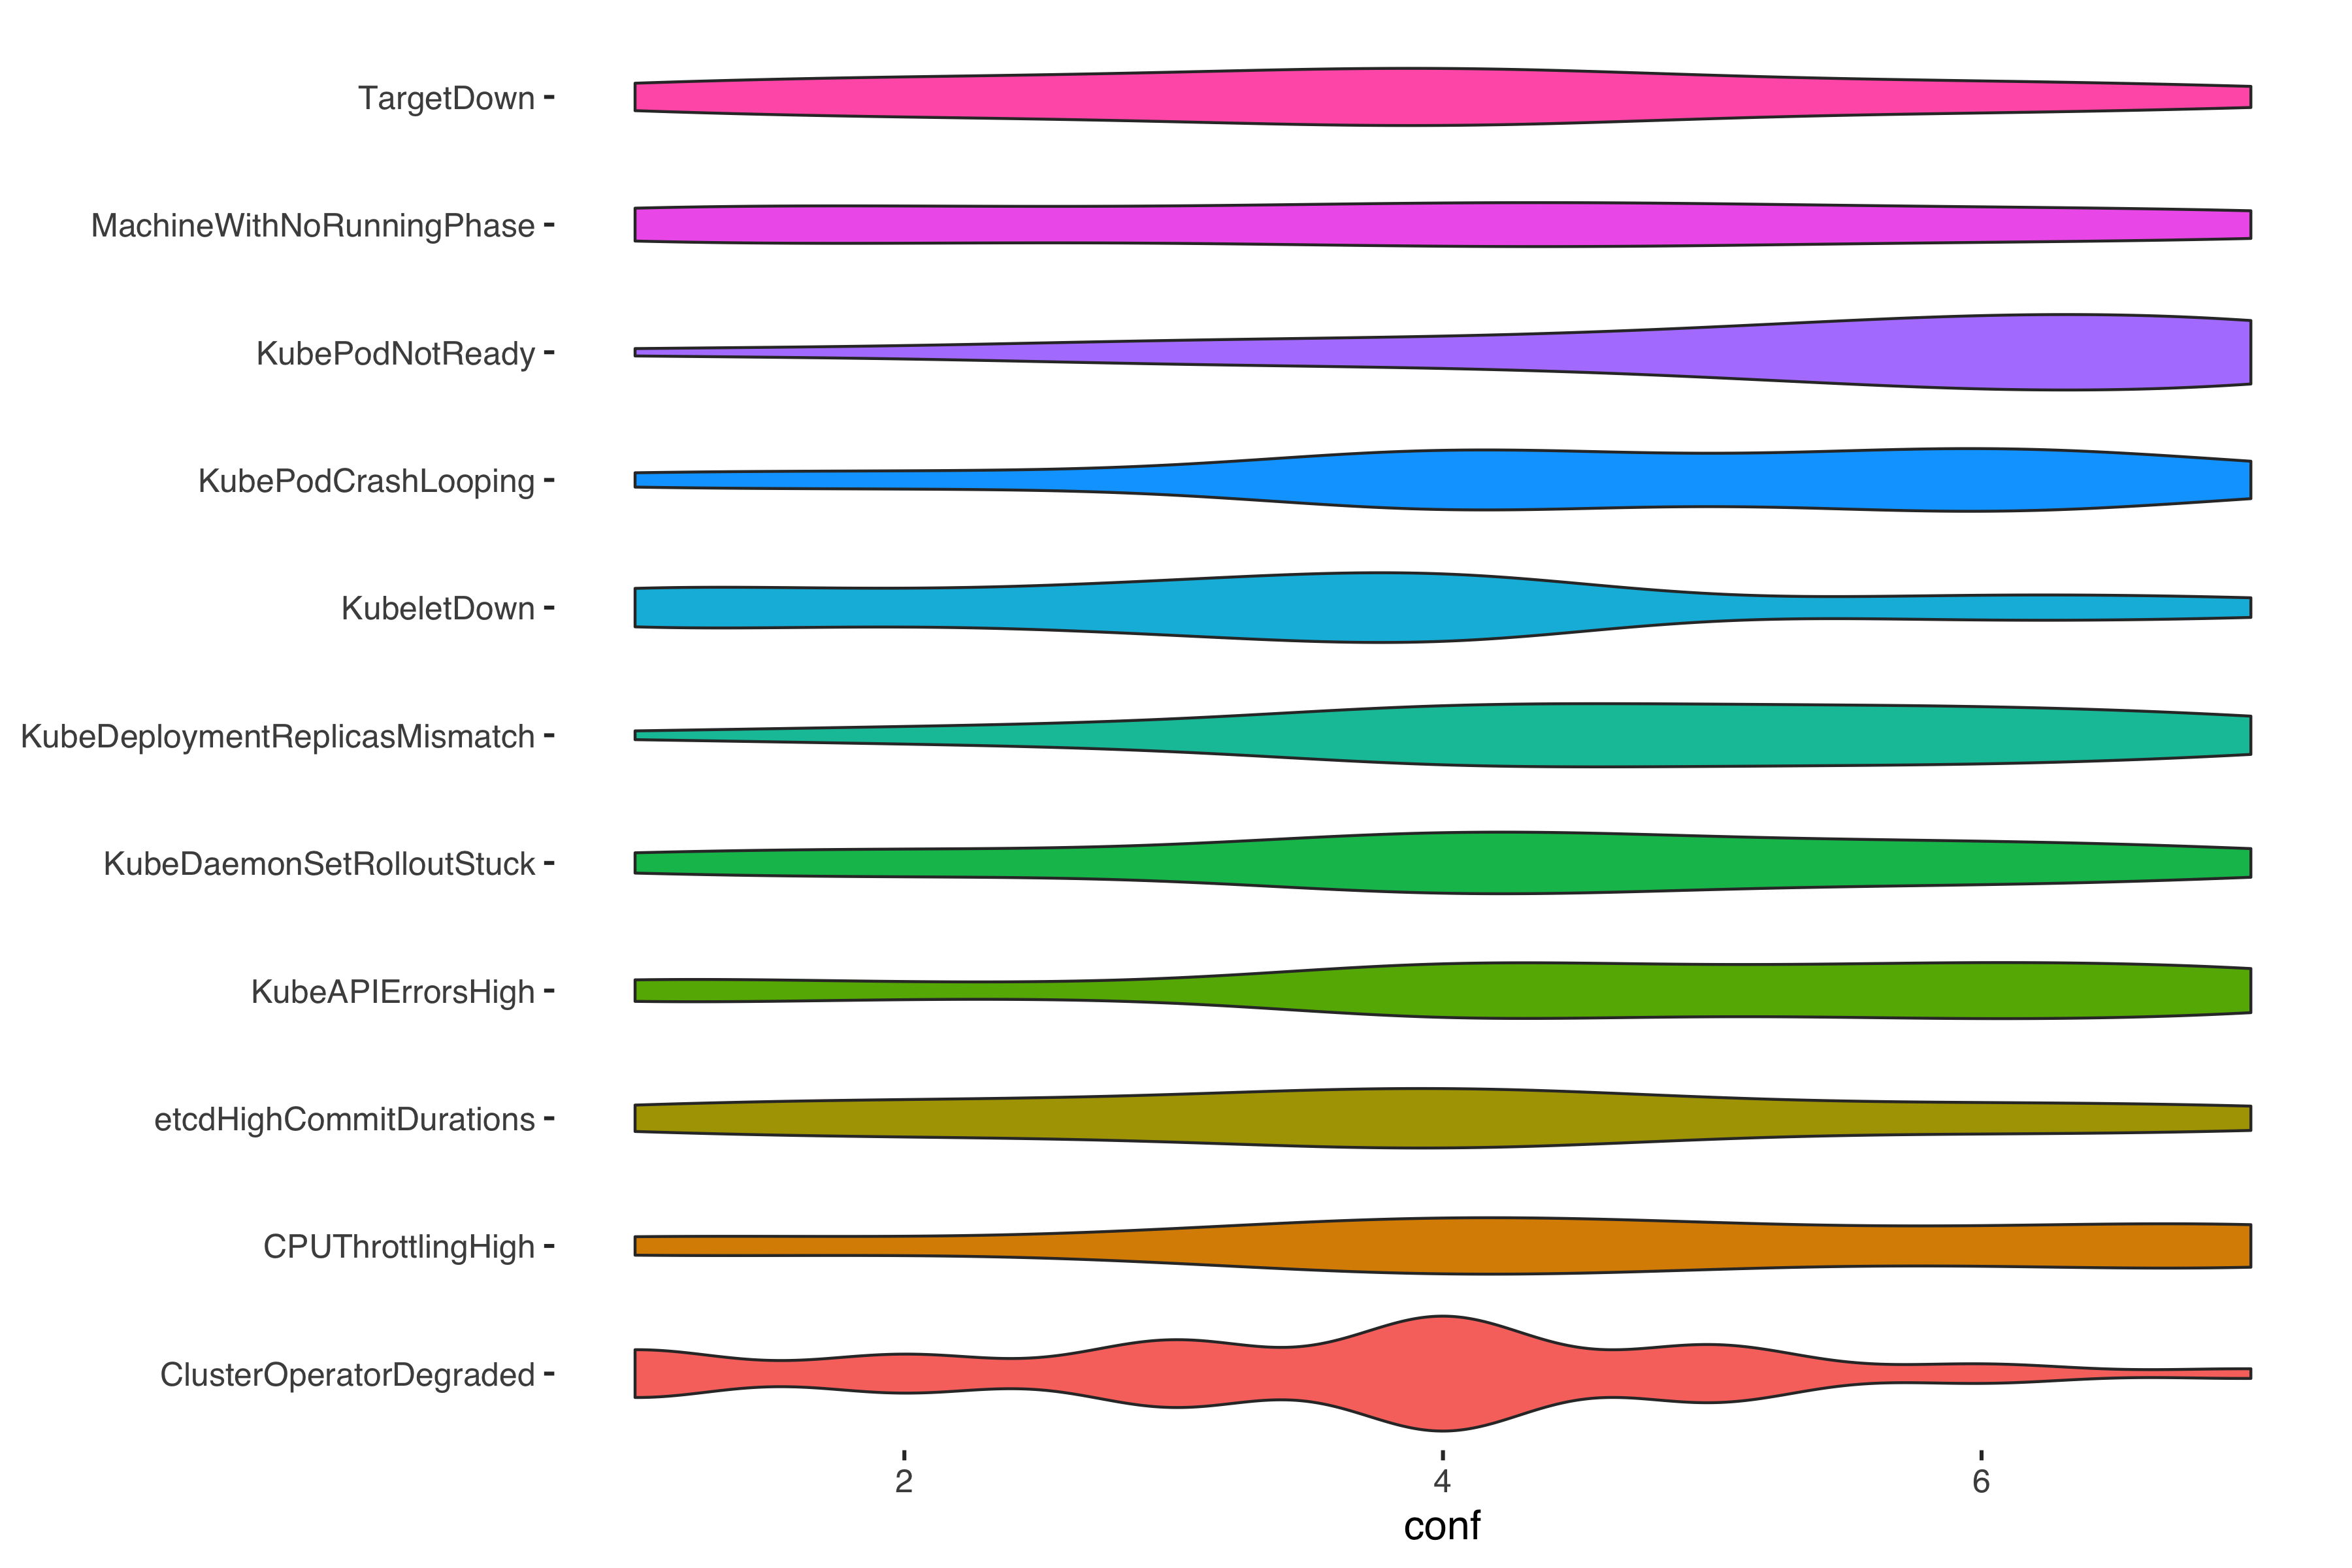 TargetDown
MachineWithNoRunningPhase
KubePodNotReady
KubePodCrashLooping
KubeletDown
KubeDeploymentReplicasMismatch
KubeDaemonSetRolloutStuck
KubeAPIErrorsHigh
etcdHighCommitDurations
CPUThrottlingHigh
ClusterOperatorDegraded
2 4 6
conf